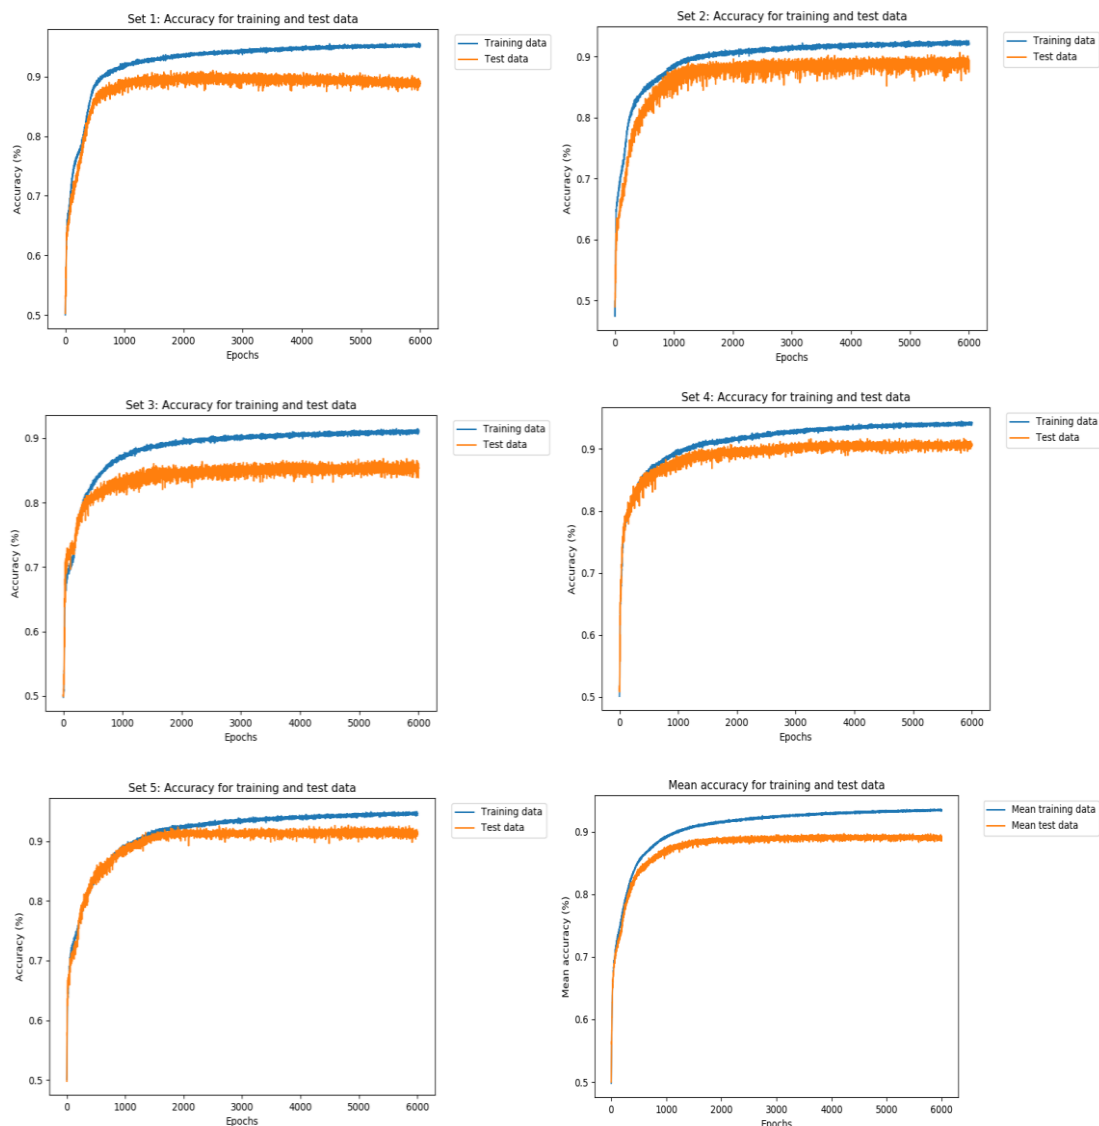 Set 1: Accuracy for training and test data
Training data
Test data
0.9
0.8
0.7
0.6
0.5
Accuracy (%)
0 1000 2000 3000 4000 5000 6000
Epochs
Set 2: Accuracy for training and test data
Training data
Test data
0.9
0.8
0.7
0.6
0.5
Accuracy (%)
0 1000 2000 3000 4000 5000 6000
Epochs
Set 3: Accuracy for training and test data
Training data
Test data
0.9
0.8
0.7
0.6
0.5
Accuracy (%)
0 1000 2000 3000 4000 5000 6000
Epochs
Set 4: Accuracy for training and test data
Training data
Test data
0.9
0.8
0.7
0.6
0.5
Accuracy (%)
0 1000 2000 3000 4000 5000 6000
Epochs
Set 5: Accuracy for training and test data
Training data
Test data
0.9
0.8
0.7
0.6
0.5
Accuracy (%)
0 1000 2000 3000 4000 5000 6000
Epochs
Mean accuracy for training and test data
Mean training data
Mean test data
0.9
0.8
0.7
0.6
0.5
Mean accuracy (%)
0 1000 2000 3000 4000 5000 6000
Epochs